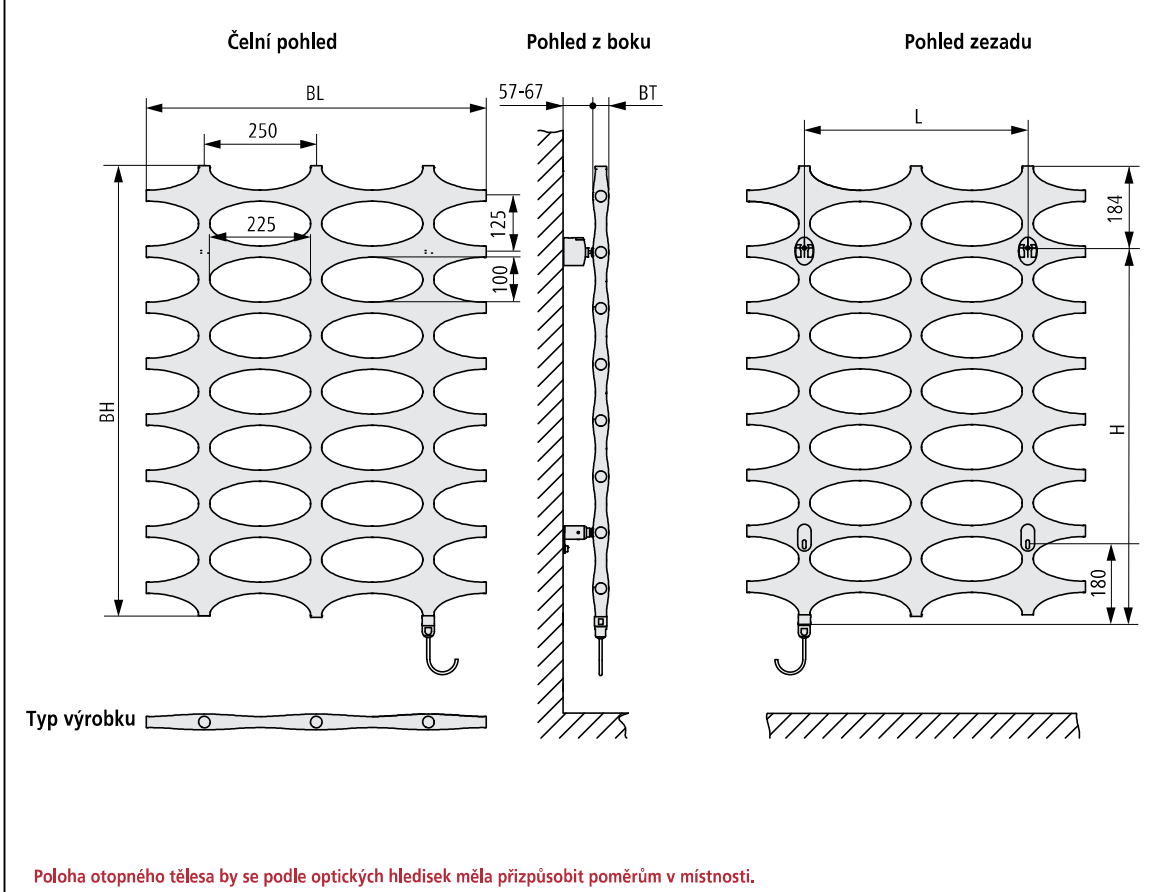 Čelní pohled
Pohled z boku
Pohled zezadu
BL
57-67
BT
L
250
225
125
100
184
BH
H
180
Typ výrobku
Poloha otopného tělesa by se podle optických hledisek měla přizpůsobit poměrům v místnosti.